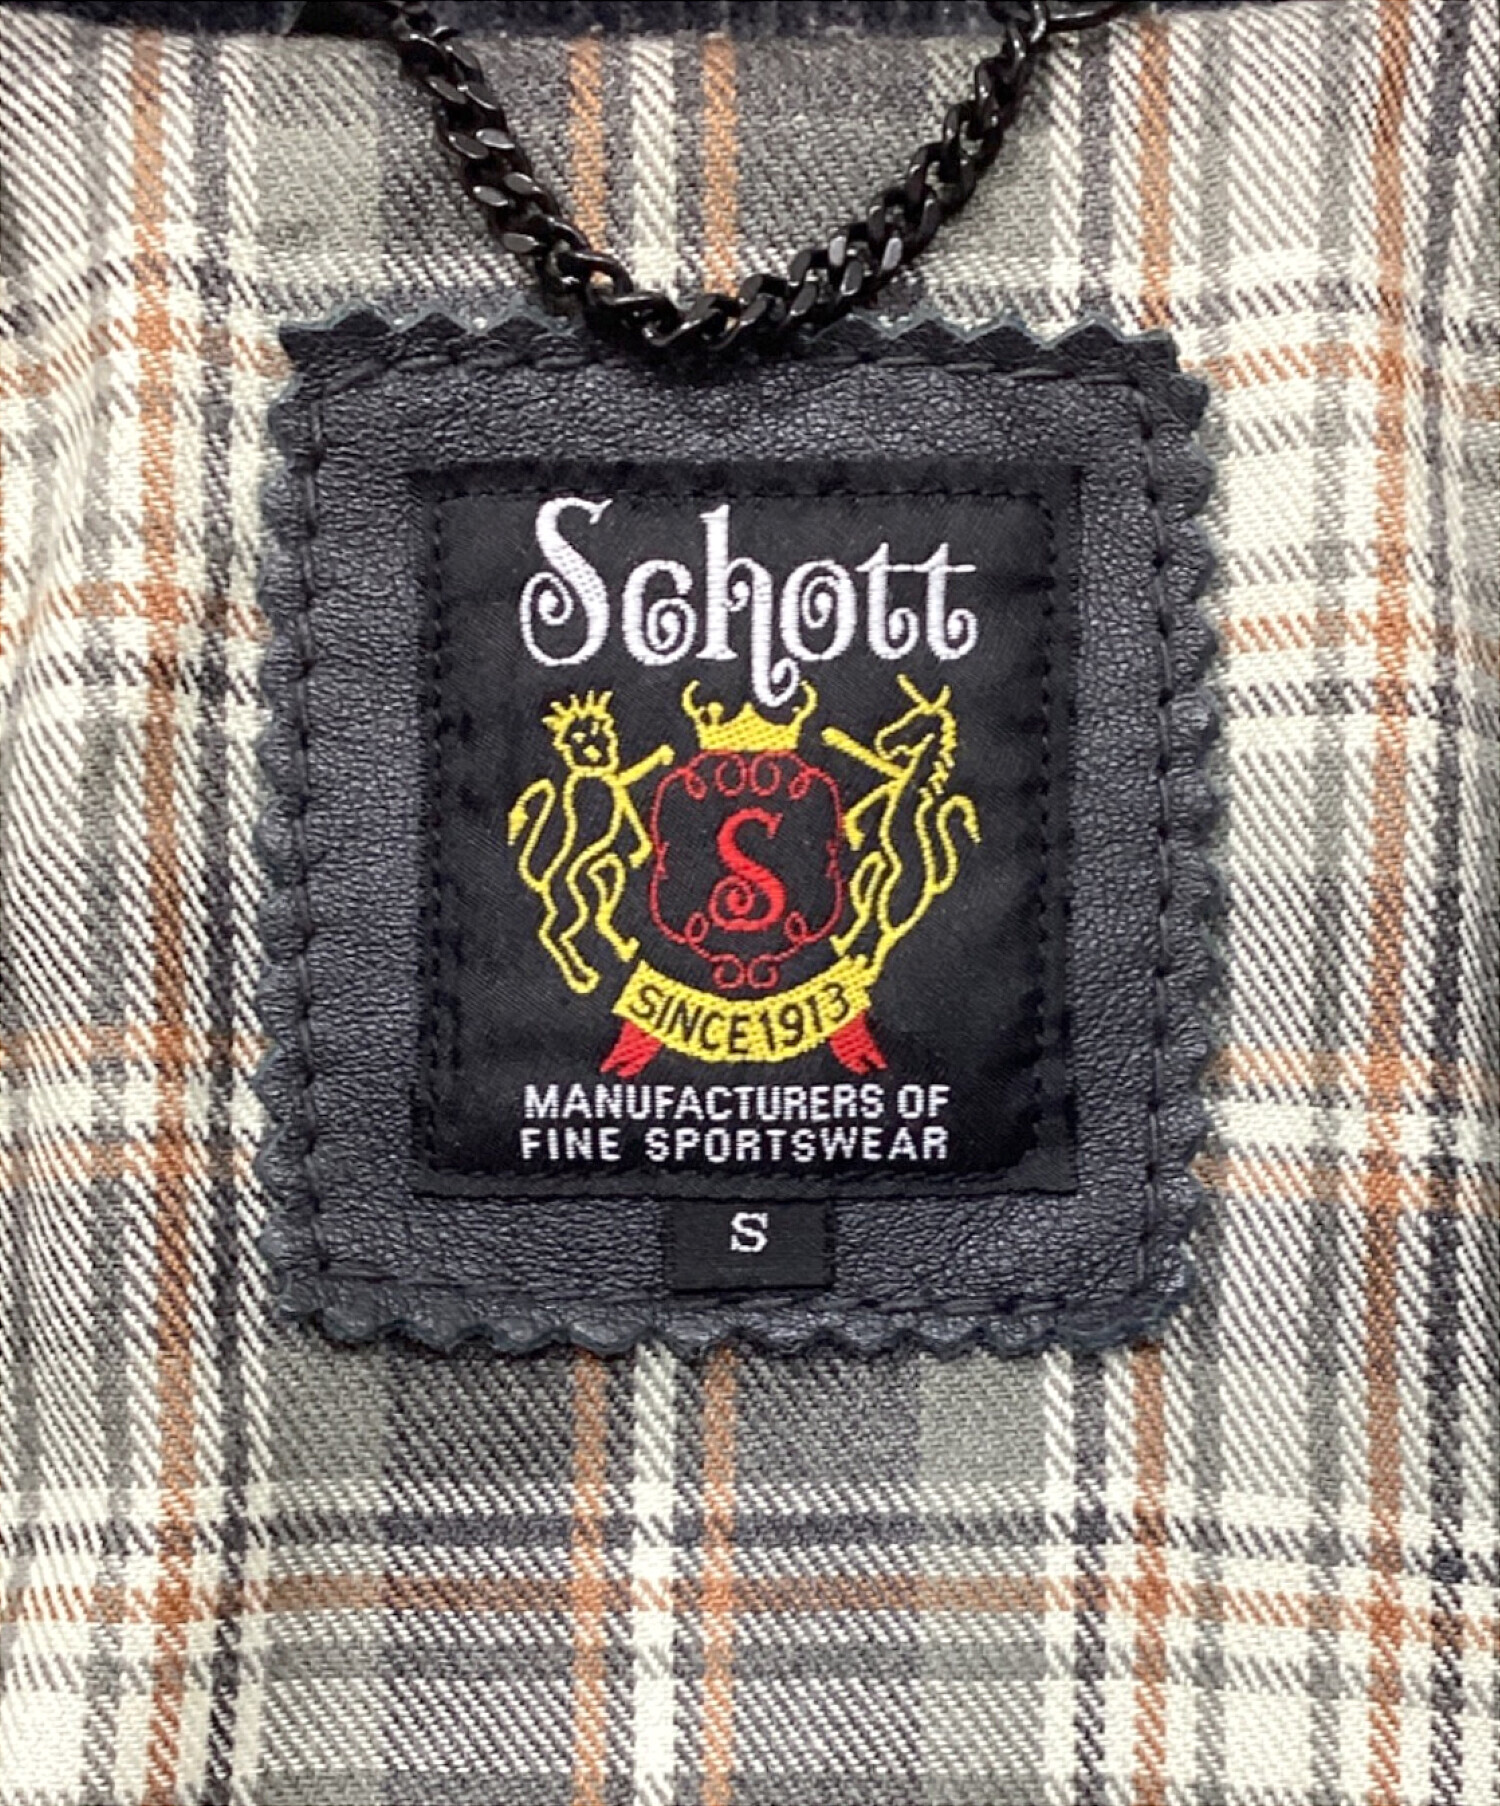 Schott
S
SINCE 1913
MANUFACTURERS OF
FINE SPORTSWEAR
S